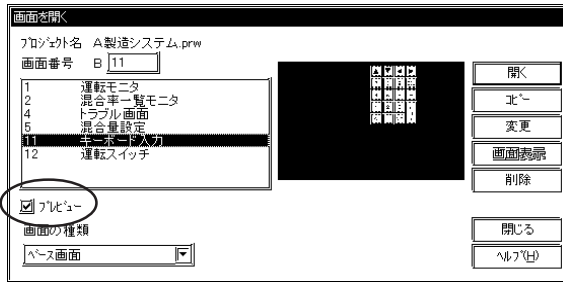 画面を開く
プロジェクト名 A製造システム.prw
画面番号 B 11
1 運転モニタ
2 混合率一覧モニタ
4 トラブル画面
5 混合量設定
11 キーボード入力
12 運転スイッチ
開く
コピー
変更
画面表示
削除
プレビュー
画面の種類
ベース画面
閉じる
ヘルプ(H)